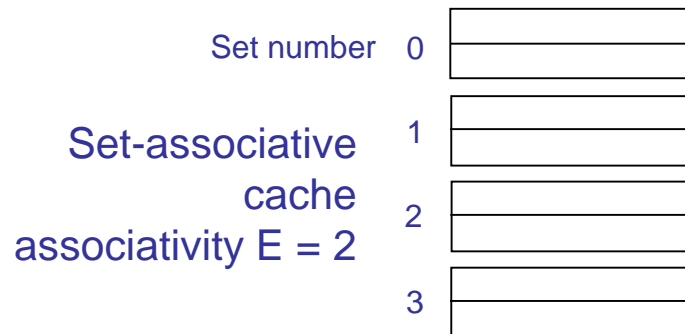 Set number 0
1
Set-associative
cache
2
associativity E = 2
3